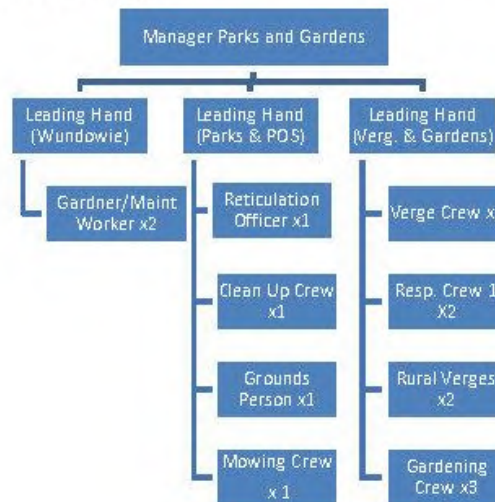 Manager Parks and Gardens
Leading Hand
(Wundowie)
Leading Hand
(Parks & POS)
Leading Hand
(Verg. & Gardens)
Gardner/Maint
Worker x2
Reticulation
Officer x1
Verge Crew x
Clean Up Crew
x1
Resp. Crew 1
X2
Grounds
Person x1
Rural Verges
x2
Mowing Crew
x 1
Gardening
Crew x3